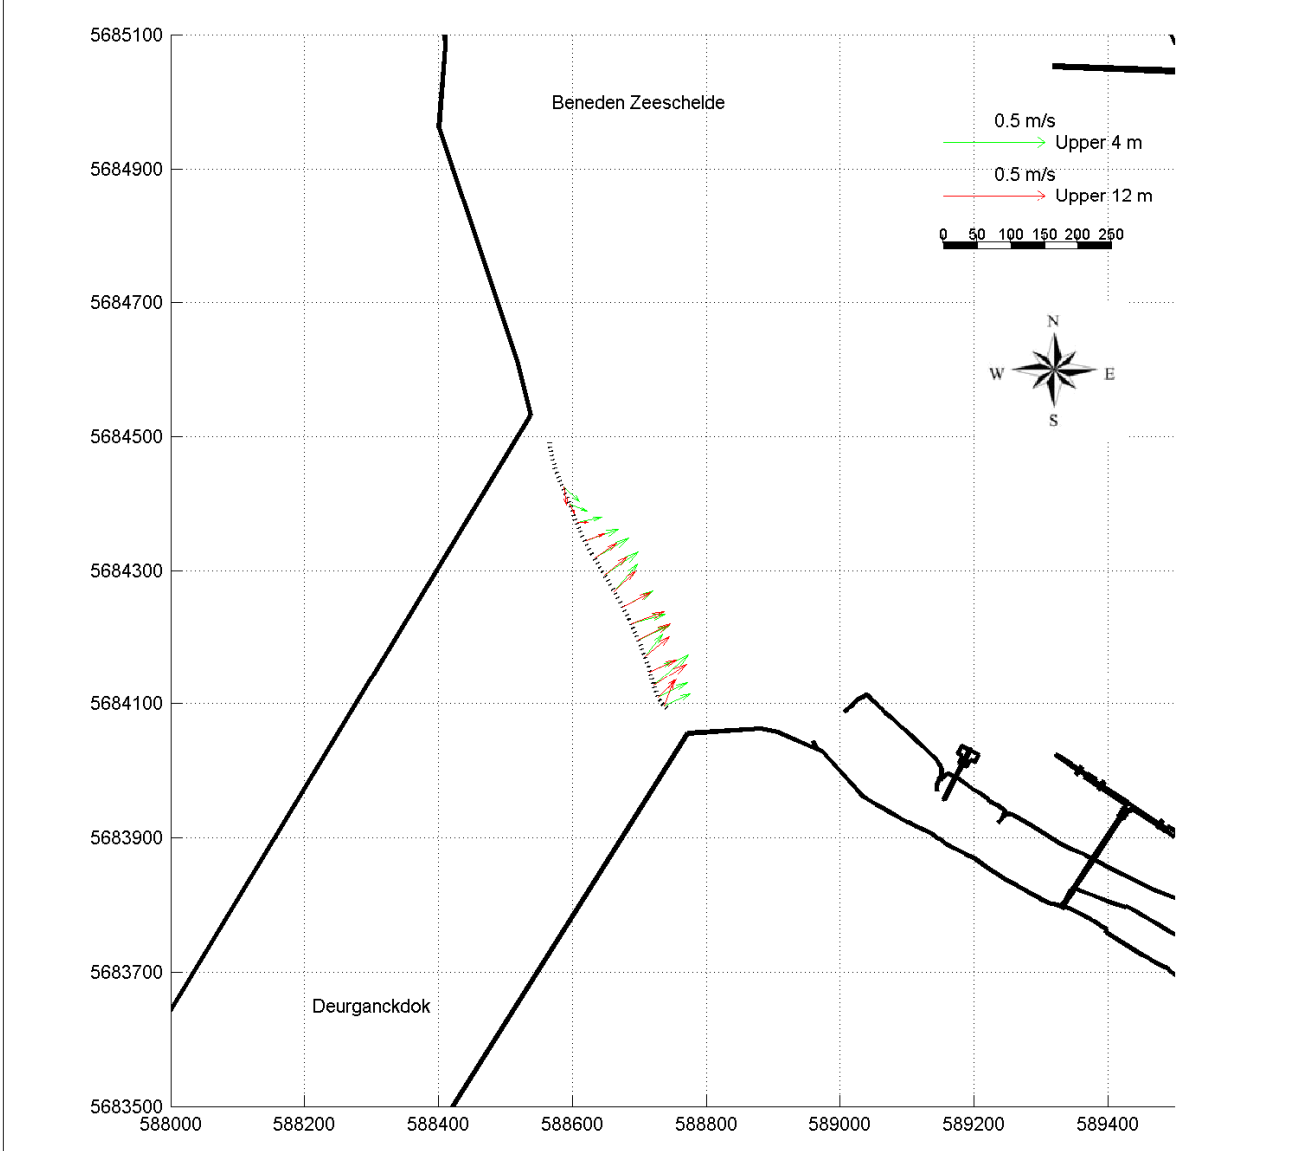 5685100
Beneden Zeeschelde
0.5 m/s
Upper 4 m
5684900
0.5 m/s
Upper 12 m
0 50 100 150 200 250
5684700
N
W E
S
5684500
5684300
5684100
5683900
5683700
Deurganckdok
5683500
588000 588200 588400 588600 588800 589000 589200 589400